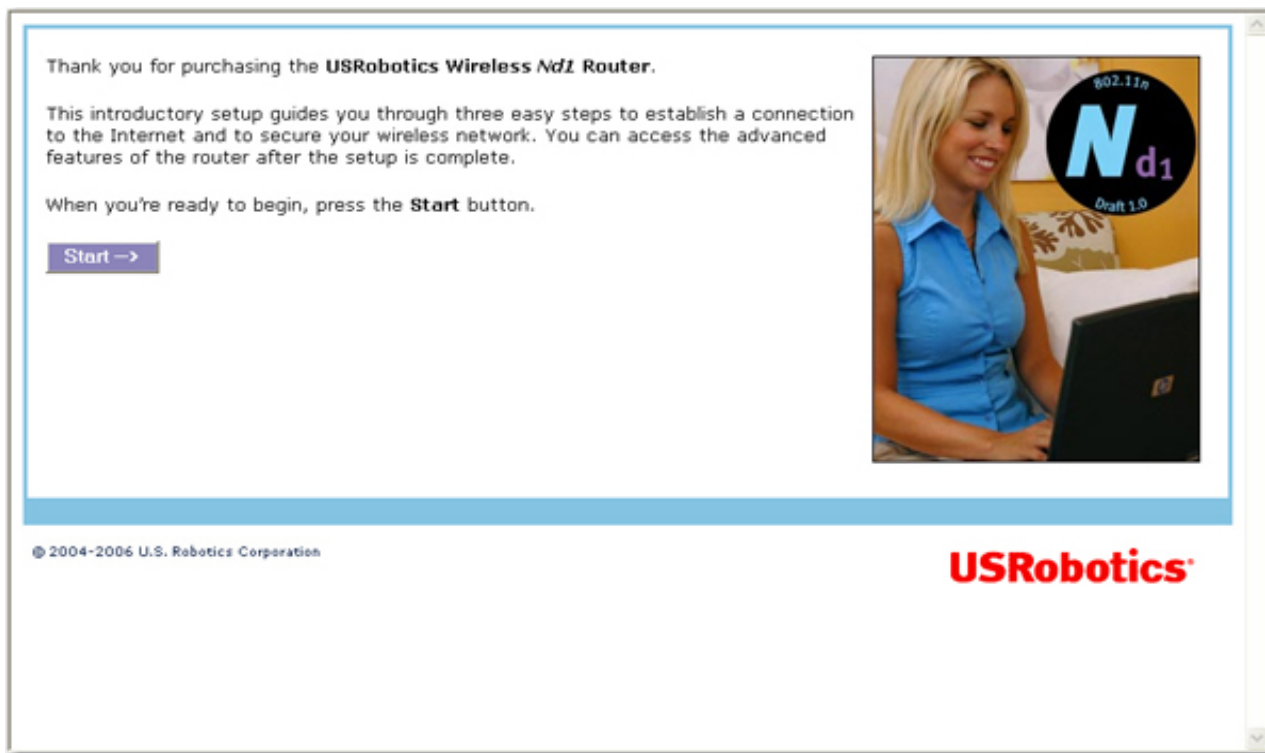 Thank you for purchasing the USRobotics Wireless Nd1 Router.
This introductory setup guides you through three easy steps to establish a connection
to the Internet and to secure your wireless network. You can access the advanced
features of the router after the setup is complete.
When you're ready to begin, press the Start button.
Start -->
802.11n
Nd1
Draft 1.0
hp
© 2004-2006 U.S. Robotics Corporation
USRobotics